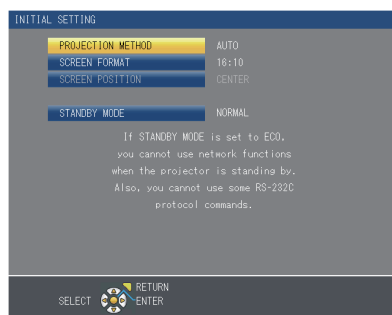 INITIAL SETTING
PROJECTION METHOD AUTO
SCREEN FORMAT 16:10
SCREEN POSITION CENTER
STANDBY MODE NORMAL
If STANDBY MODE is set to ECO,
you cannot use network functions
when the projector is standing by.
Also, you cannot use some RS-232C
protocol commands.
RETURN
SELECT ENTER